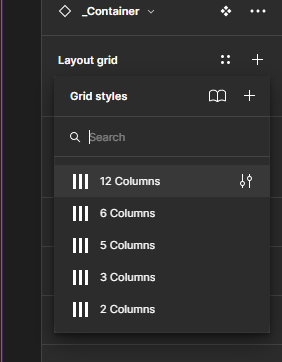 _Container
Layout grid
Grid styles
Search
12 Columns
6 Columns
5 Columns
3 Columns
2 Columns